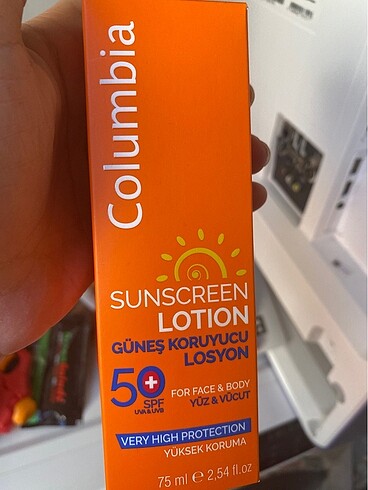 Columbia
SUNSCREEN
LOTION
GÜNEŞ KORUYUCU
LOSYON
50+
SPF
UVA & UVB
FOR FACE & BODY
YÜZ & VÜCUT
VERY HIGH PROTECTION
YÜKSEK KORUMA
75 ml ℮ 2,54 fl.oz